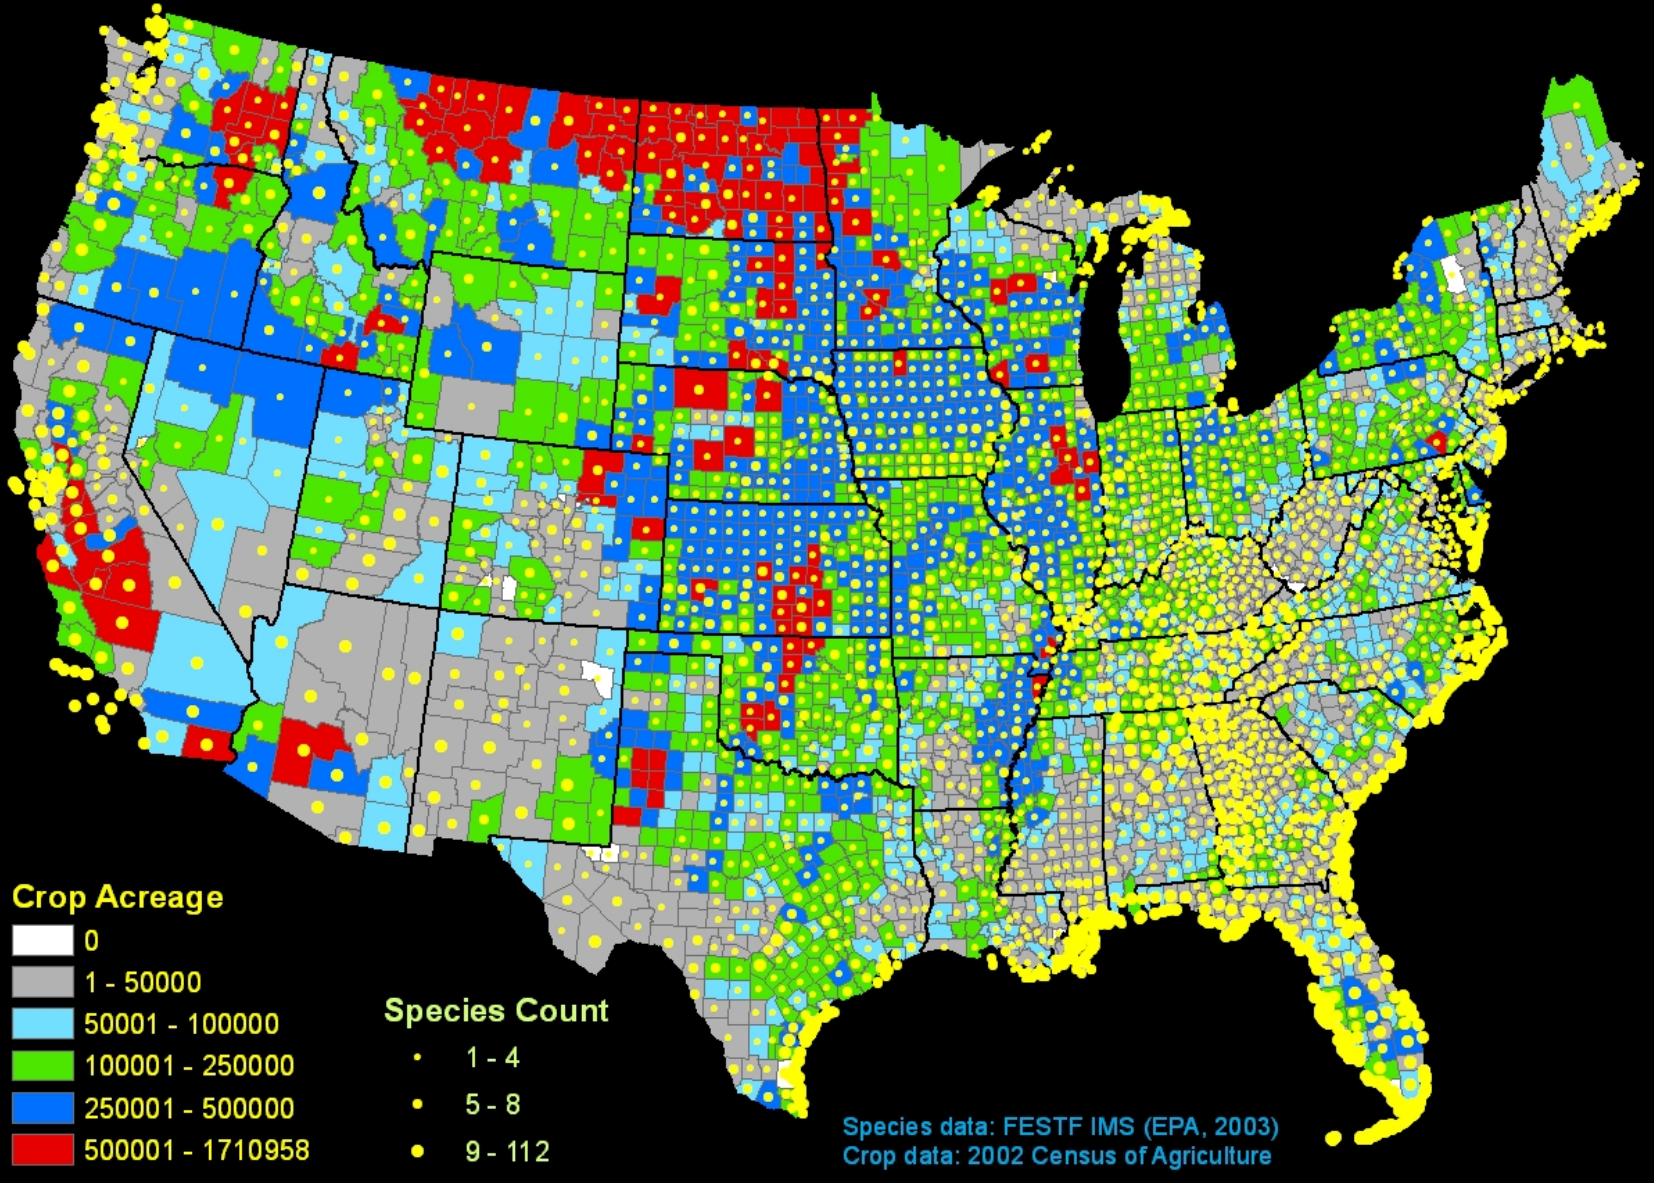 Crop Acreage
0
1 - 50000
50001 - 100000
100001 - 250000
250001 - 500000
500001 - 1710958
Species Count
1 - 4
5 - 8
9 - 112
Species data: FESTF IMS (EPA, 2003)
Crop data: 2002 Census of Agriculture